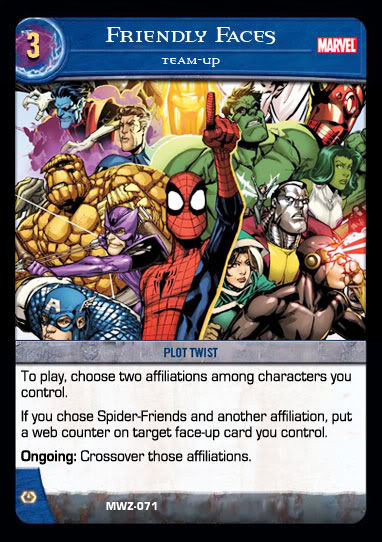 3
FRIENDLY FACES
MARVEL
TEAM-UP
PLOT TWIST
To play, choose two affiliations among characters you
control.
If you chose Spider-Friends and another affiliation, put
a web counter on target face-up card you control.
Ongoing: Crossover those affiliations.
MWZ-071